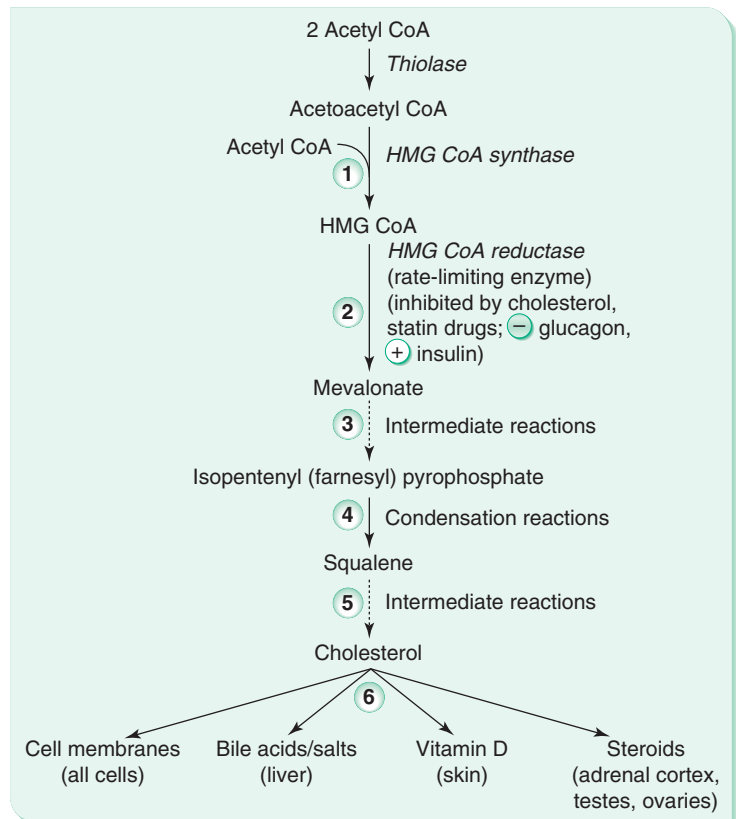 2 Acetyl CoA
Thiolase
Acetoacetyl CoA
Acetyl CoA
HMG CoA synthase
1
HMG CoA
HMG CoA reductase
(rate-limiting enzyme)
(inhibited by cholesterol,
statin drugs; − glucagon,
+ insulin)
2
Mevalonate
3 Intermediate reactions
Isopentenyl (farnesyl) pyrophosphate
4 Condensation reactions
Squalene
5 Intermediate reactions
Cholesterol
6
Cell membranes
(all cells)
Bile acids/salts
(liver)
Vitamin D
(skin)
Steroids
(adrenal cortex,
testes, ovaries)